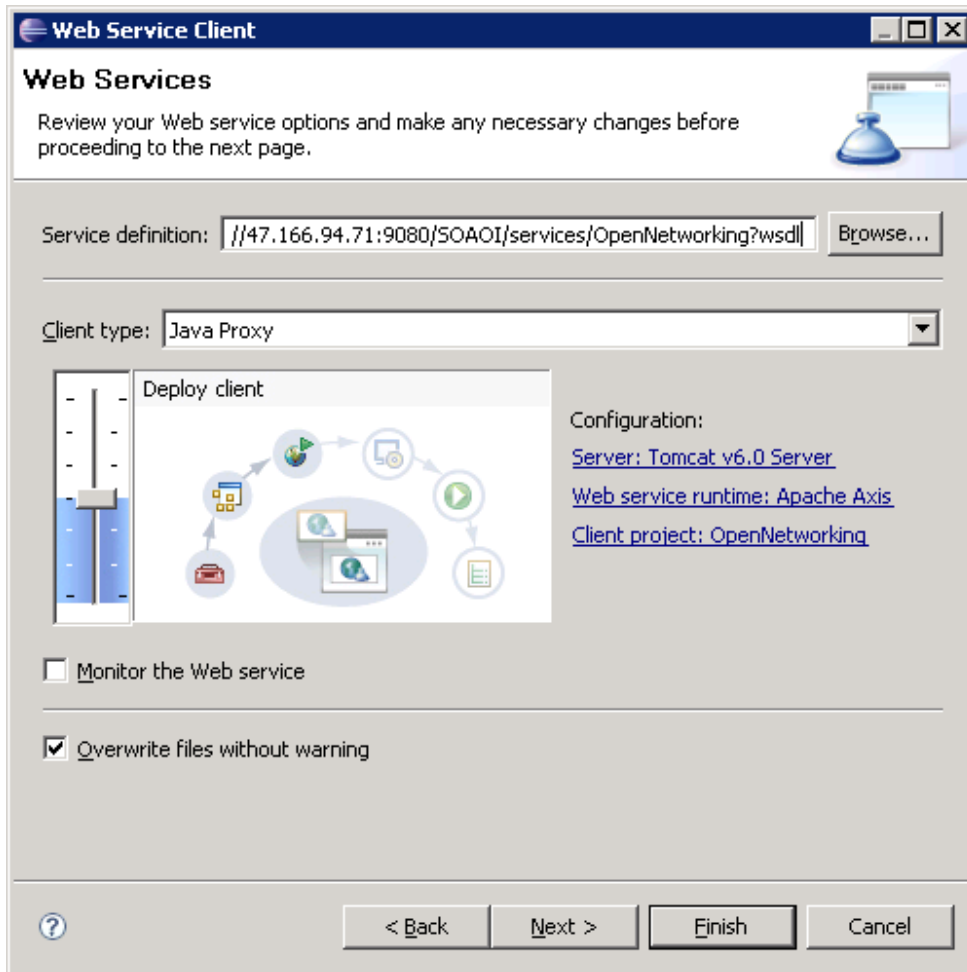 Web Service Client
Web Services
Review your Web service options and make any necessary changes before
proceeding to the next page.
Service definition: //47.166.94.71:9080/SOAOI/services/OpenNetworking?wsdl Browse...
Client type: Java Proxy
Deploy client
Configuration:
Server: Tomcat v6.0 Server
Web service runtime: Apache Axis
Client project: OpenNetworking
Monitor the Web service
Overwrite files without warning
? < Back Next > Finish Cancel